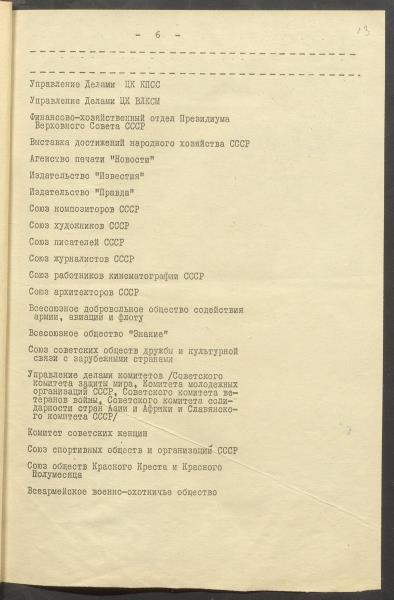 - 6 -
13
Управление Делами ЦК КПСС
Управление Делами ЦК ВЛКСМ
Финансово-хозяйственный отдел Президиума
Верховного Совета СССР
Выставка достижений народного хозяйства СССР
Агенство печати "Новости"
Издательство "Известия"
Издательство "Правда"
Союз композиторов СССР
Союз художников СССР
Союз писателей СССР
Союз журналистов СССР
Союз работников кинематографии СССР
Союз архитекторов СССР
Всесоюзное добровольное общество содействия
армии, авиации и флоту
Всесоюзное общество "Знание"
Союз советских обществ дружбы и культурной
связи с зарубежными странами
Управление делами комитетов /Советского
комитета защиты мира, Комитета молодежных
организаций СССР, Советского комитета ве-
теранов войны, Советского комитета соли-
дарности стран Азии и Африки и Славянско-
го комитета СССР/
Комитет советских женщин
Союз спортивных обществ и организаций СССР
Союз обществ Красного Креста и Красного
Полумесяца
Всеармейское военно-охотничье общество